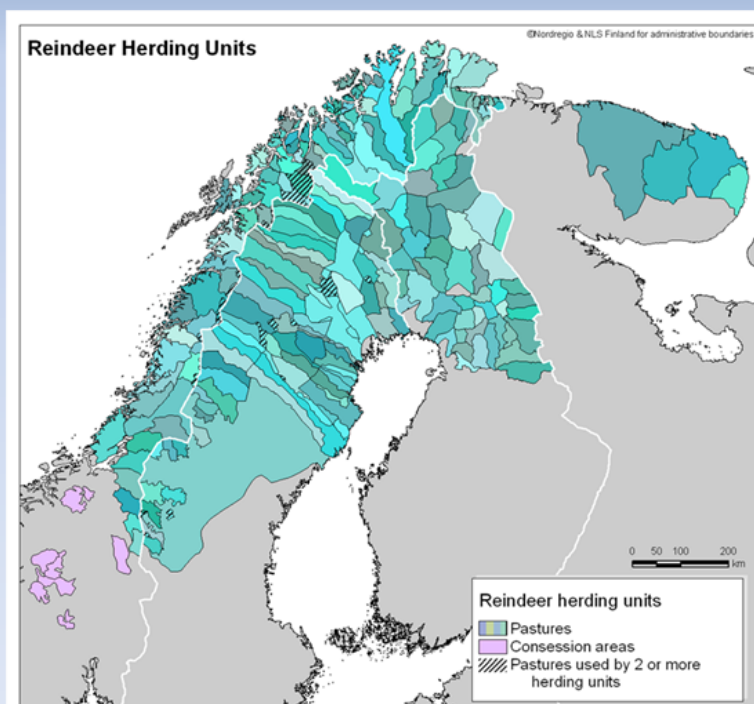 Reindeer Herding Units
©Nordregio & NLS Finland for administrative boundaries
0 50 100 200
km
Reindeer herding units
Pastures
Consession areas
Pastures used by 2 or more
herding units